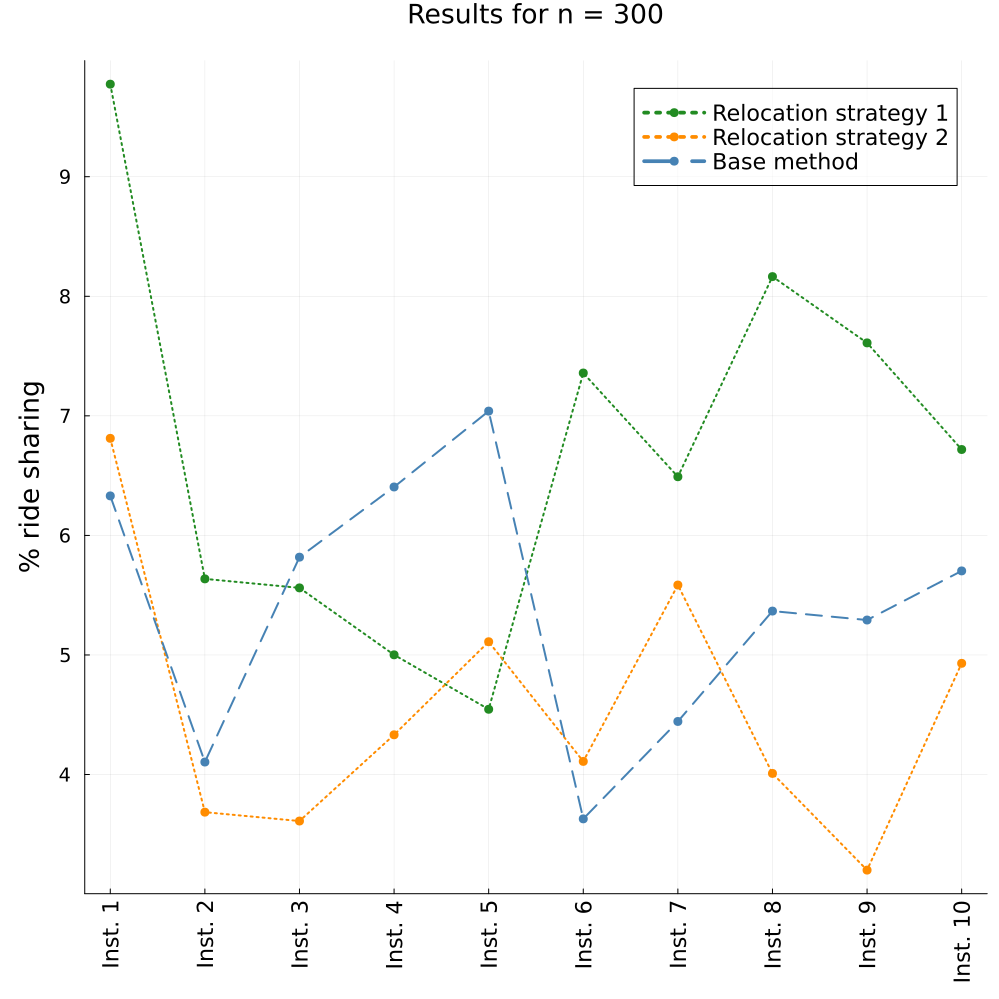 Results for n = 300
Relocation strategy 1
Relocation strategy 2
Base method
% ride sharing
9
8
7
6
5
4
Inst. 1
Inst. 2
Inst. 3
Inst. 4
Inst. 5
Inst. 6
Inst. 7
Inst. 8
Inst. 9
Inst. 10